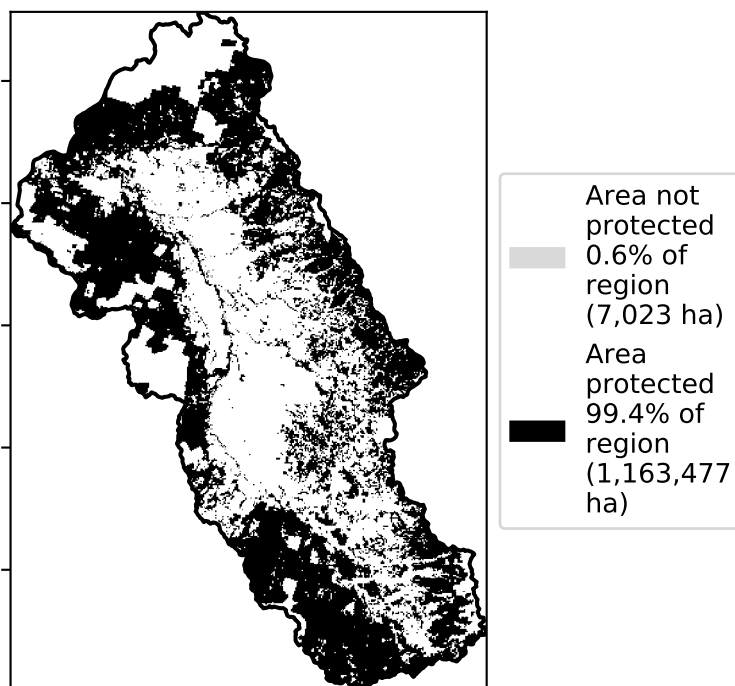 Area not
protected
0.6% of
region
(7,023 ha)
Area
protected
99.4% of
region
(1,163,477
ha)